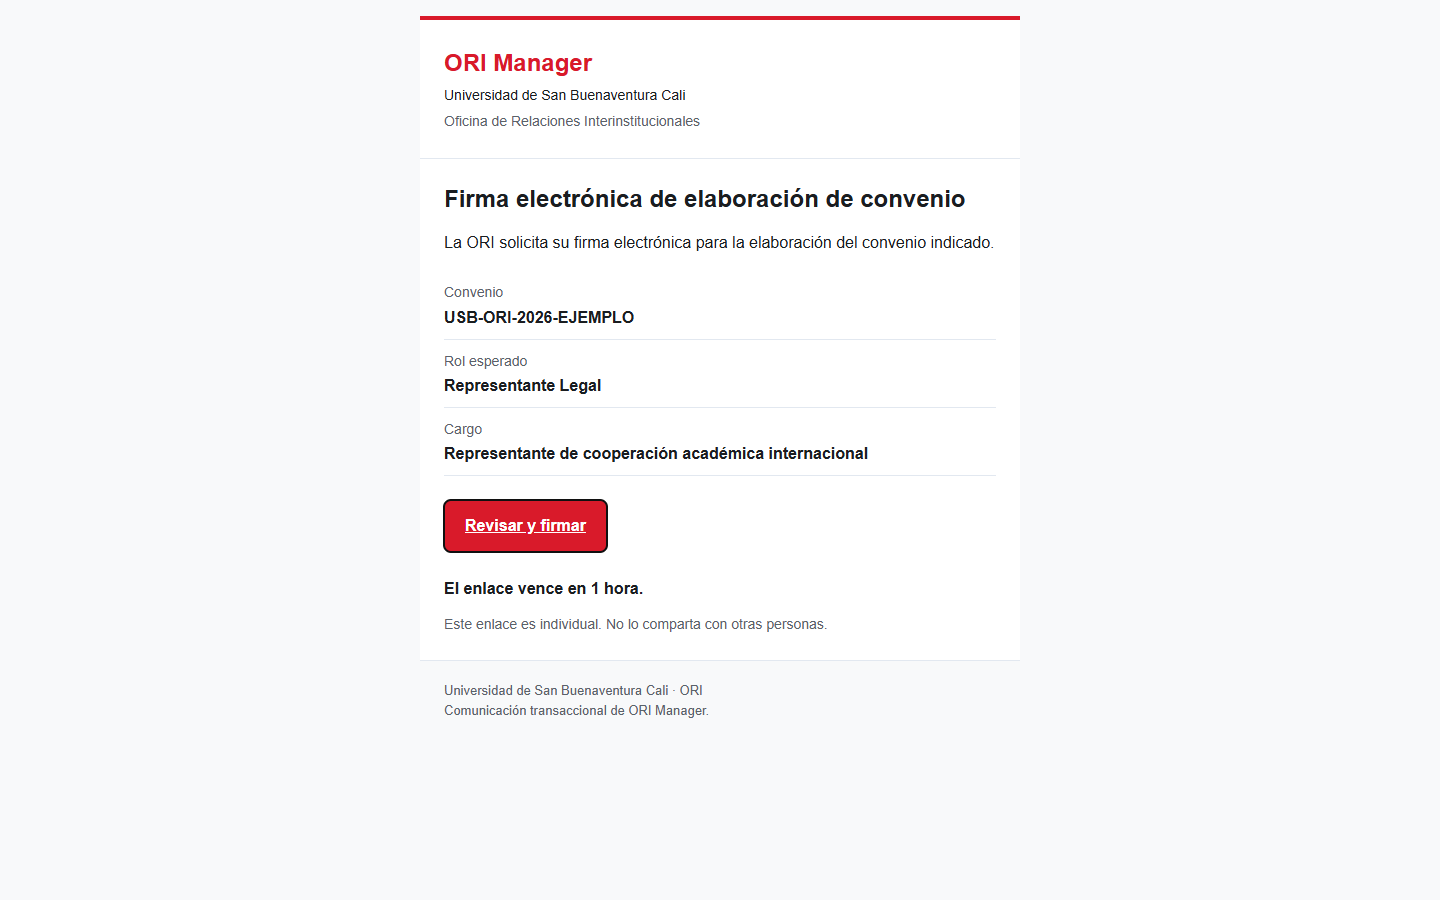 ORI Manager
Universidad de San Buenaventura Cali
Oficina de Relaciones Interinstitucionales
Firma electrónica de elaboración de convenio
La ORI solicita su firma electrónica para la elaboración del convenio indicado.
Convenio
USB-ORI-2026-EJEMPLO
Rol esperado
Representante Legal
Cargo
Representante de cooperación académica internacional
Revisar y firmar
El enlace vence en 1 hora.
Este enlace es individual. No lo comparta con otras personas.
Universidad de San Buenaventura Cali · ORI
Comunicación transaccional de ORI Manager.